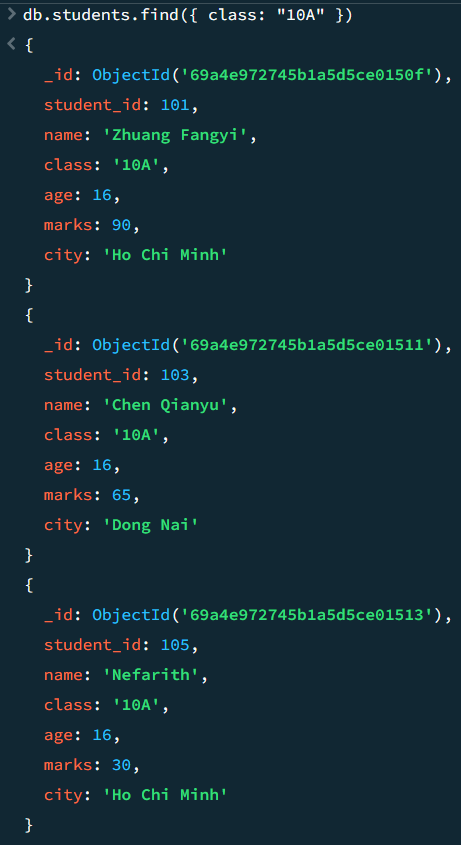 > db.students.find({ class: "10A" })
< {
_id: ObjectId('69a4e972745b1a5d5ce0150f'),
student_id: 101,
name: 'Zhuang Fangyi',
class: '10A',
age: 16,
marks: 90,
city: 'Ho Chi Minh'
}
{
_id: ObjectId('69a4e972745b1a5d5ce01511'),
student_id: 103,
name: 'Chen Qianyu',
class: '10A',
age: 16,
marks: 65,
city: 'Dong Nai'
}
{
_id: ObjectId('69a4e972745b1a5d5ce01513'),
student_id: 105,
name: 'Nefarith',
class: '10A',
age: 16,
marks: 30,
city: 'Ho Chi Minh'
}